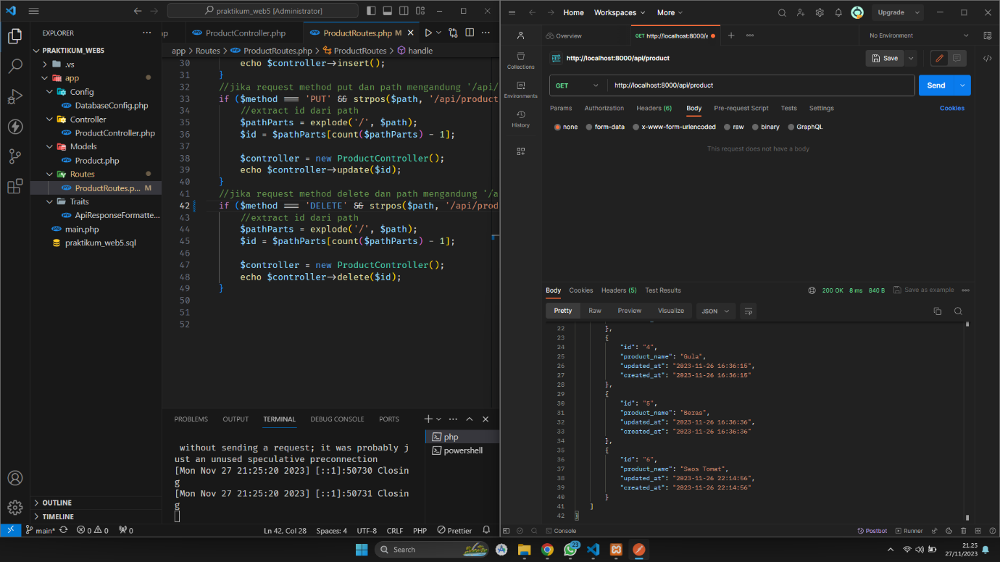 praktikum_web5 [Administrator]
EXPLORER
PRAKTIKUM_WEB5
.vs
app
Config
DatabaseConfig.php
Controller
ProductController.php
Models
Product.php
Routes
ProductRoutes.p... M
Traits
ApiResponseFormatte...
main.php
praktikum_web5.sql
OUTLINE
TIMELINE
ProductController.php
ProductRoutes.php M
app > Routes > ProductRoutes.php > ProductRoutes > handle
30 echo $controller->insert();
31 }
32 //jika request method put dan path mengandung '/api/
33 if ($method === 'PUT' && strpos($path, '/api/product
34 //extract id dari path
35 $pathParts = explode('/', $path);
36 $id = $pathParts[count($pathParts) - 1];
37
38 $controller = new ProductController();
39 echo $controller->update($id);
40 }
41 //jika request method delete dan path mengandung '/a
42 if ($method === 'DELETE' && strpos($path, '/api/prod
43 //extract id dari path
44 $pathParts = explode('/', $path);
45 $id = $pathParts[count($pathParts) - 1];
46
47 $controller = new ProductController();
48 echo $controller->delete($id);
49 }
50
51
52
PROBLEMS OUTPUT TERMINAL DEBUG CONSOLE PORTS
without sending a request; it was probably j
ust an unused speculative preconnection
[Mon Nov 27 21:25:20 2023] [::1]:50730 Closin
g
[Mon Nov 27 21:25:20 2023] [::1]:50731 Closin
g
php
powershell
main* 0 0 0 Ln 42, Col 28 Spaces: 4 UTF-8 CRLF PHP Prettier
Home Workspaces More Upgrade
Overview GET http://localhost:8000/a No Environment
Collections
Environments
History
http://localhost:8000/api/product Save
GET http://localhost:8000/api/product Send
Params Authorization Headers (6) Body Pre-request Script Tests Settings Cookies
none form-data x-www-form-urlencoded raw binary GraphQL
This request does not have a body
Body Cookies Headers (5) Test Results 200 OK 8 ms 840 B Save as example
Pretty Raw Preview Visualize JSON
22 },
23 {
24 "id": "4",
25 "product_name": "Gula",
26 "updated_at": "2023-11-26 16:36:15",
27 "created_at": "2023-11-26 16:36:15"
28 },
29 {
30 "id": "5",
31 "product_name": "Beras",
32 "updated_at": "2023-11-26 16:36:36",
33 "created_at": "2023-11-26 16:36:36"
34 },
35 {
36 "id": "6",
37 "product_name": "Saos Tomat",
38 "updated_at": "2023-11-26 22:14:56",
39 "created_at": "2023-11-26 22:14:56"
40 }
41 ]
42 }
Console Postbot Runner
Search
23
21.25
27/11/2023